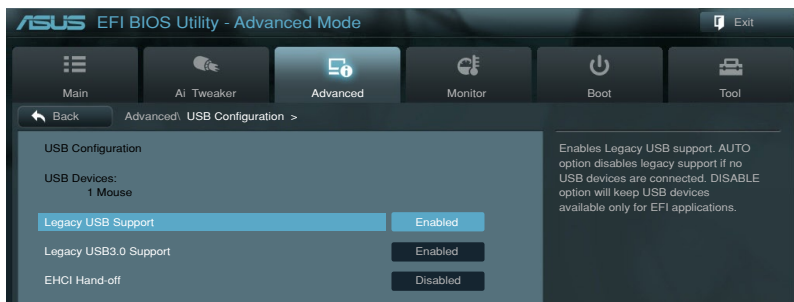 ASUS EFI BIOS Utility - Advanced Mode
Exit
Main
Ai Tweaker
Advanced
Monitor
Boot
Tool
Back
Advanced\ USB Configuration >
USB Configuration
USB Devices:
1 Mouse
Legacy USB Support Enabled
Legacy USB3.0 Support Enabled
EHCI Hand-off Disabled
Enables Legacy USB support. AUTO
option disables legacy support if no
USB devices are connected. DISABLE
option will keep USB devices
available only for EFI applications.